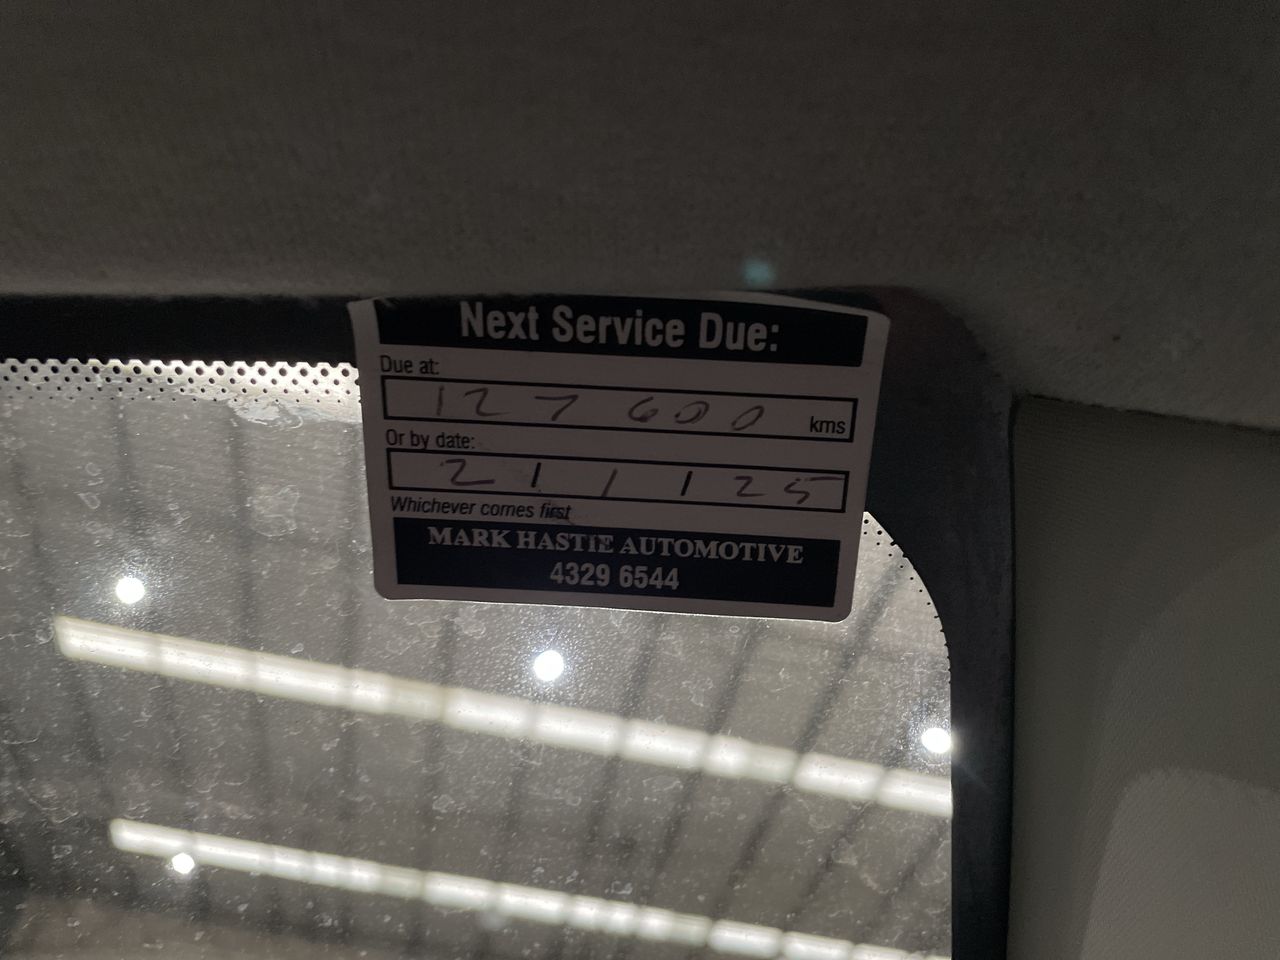 Next Service Due:
Due at:
127 600 kms
Or by date:
2 / 1 / 25
Whichever comes first
MARK HASTIE AUTOMOTIVE
4329 6544